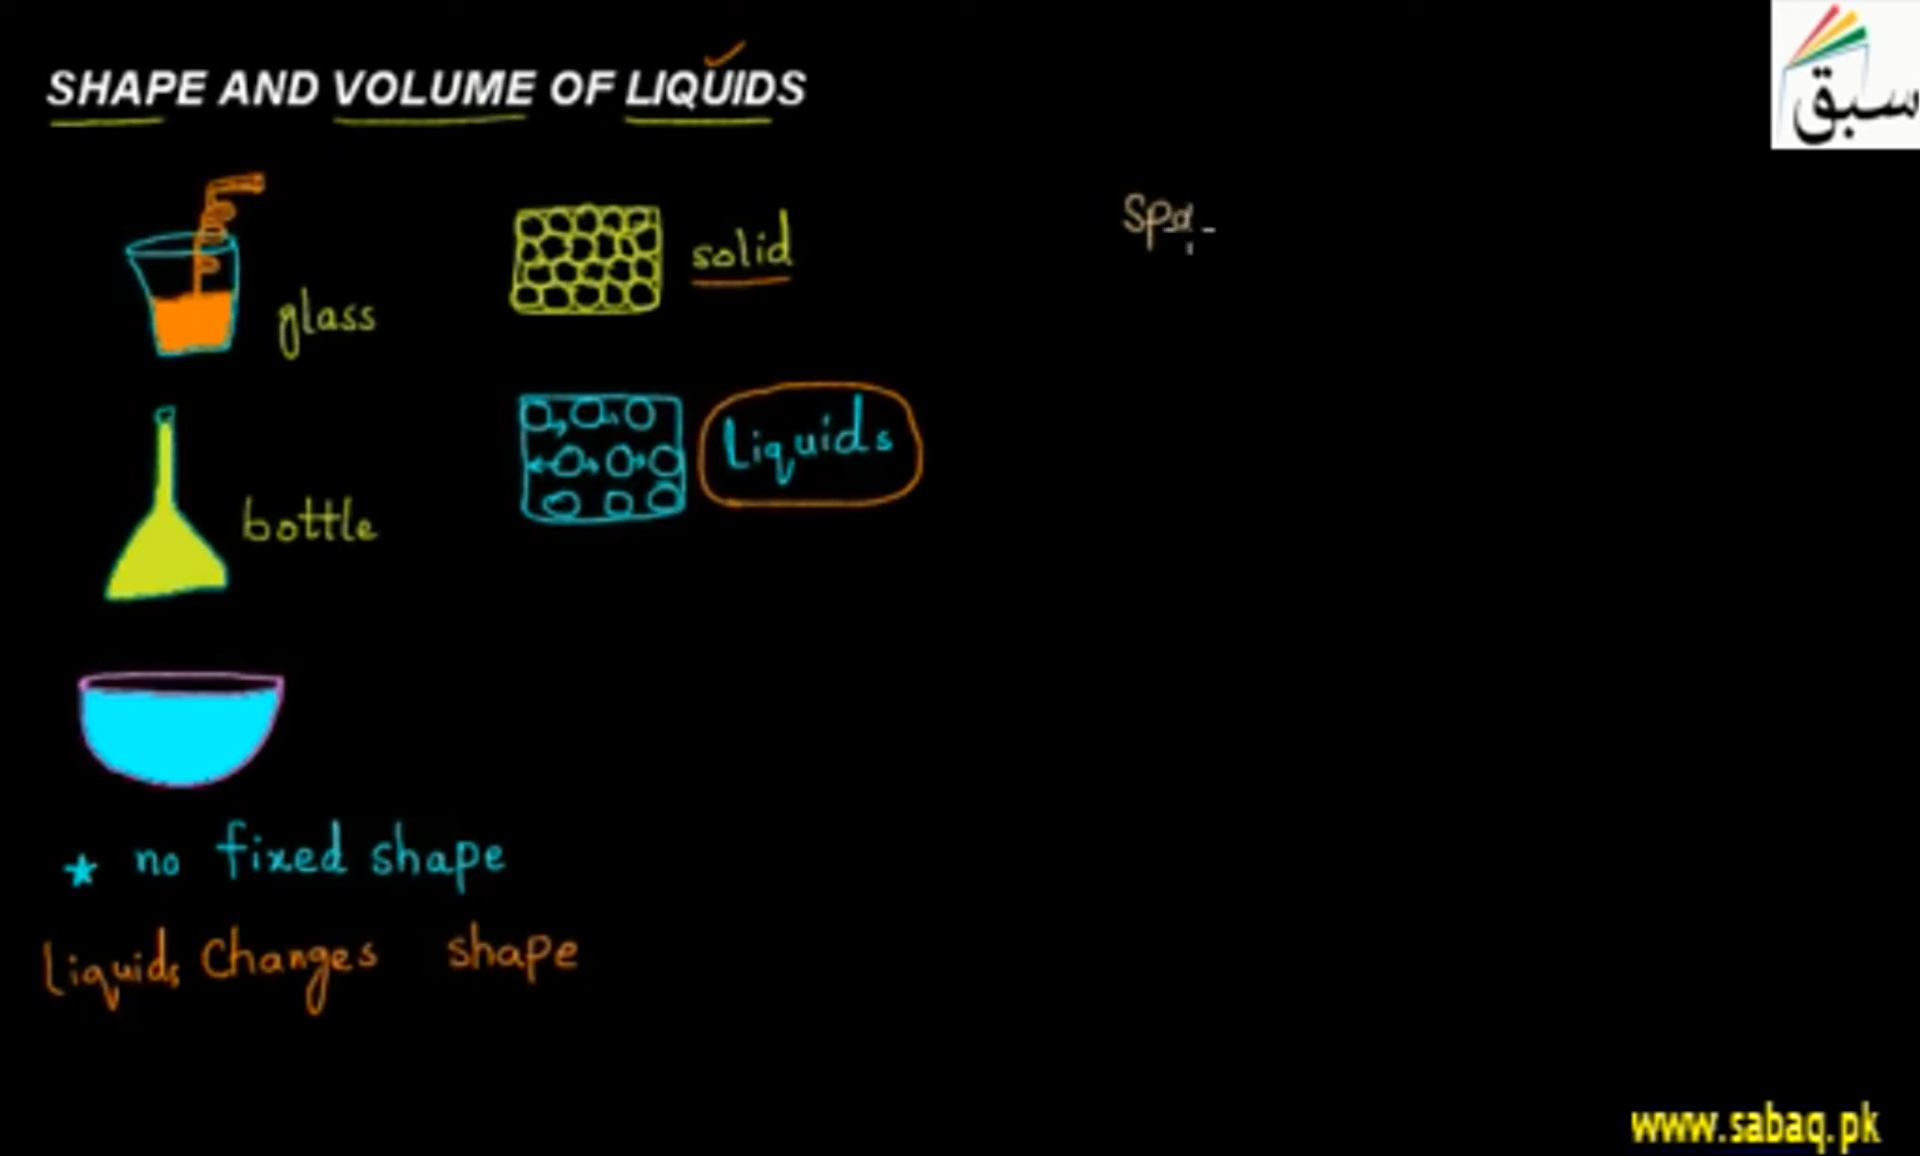 SHAPE AND VOLUME OF LIQUIDS
سبق
glass
solid
Spa
Liquids
bottle
no fixed shape
Liquids Changes shape
www.sabaq.pk